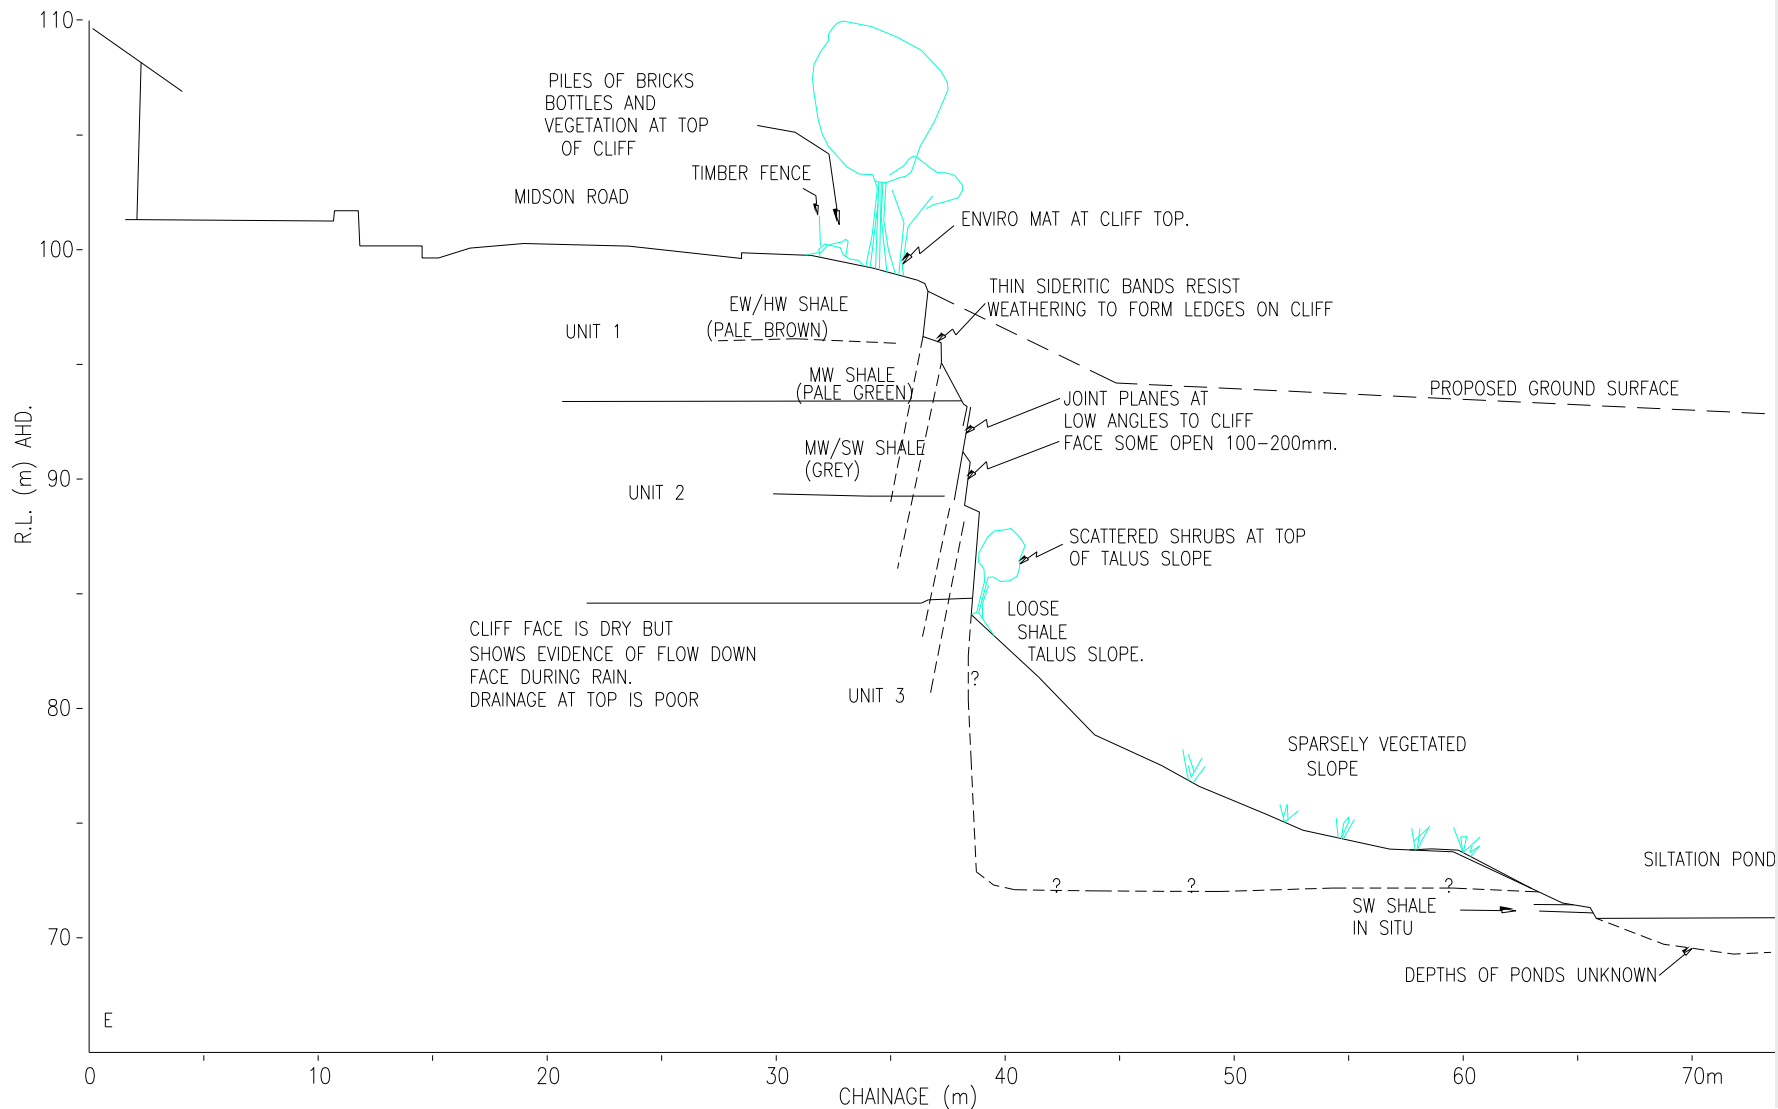 110
PILES OF BRICKS
BOTTLES AND
VEGETATION AT TOP
OF CLIFF
TIMBER FENCE
MIDSON ROAD
ENVIRO MAT AT CLIFF TOP.
100
THIN SIDERITIC BANDS RESIST
WEATHERING TO FORM LEDGES ON CLIFF
EW/HW SHALE
(PALE BROWN)
UNIT 1
MW SHALE
(PALE GREEN)
PROPOSED GROUND SURFACE
JOINT PLANES AT
LOW ANGLES TO CLIFF
FACE SOME OPEN 100-200mm.
MW/SW SHALE
(GREY)
90
R.L. (m) AHD.
UNIT 2
SCATTERED SHRUBS AT TOP
OF TALUS SLOPE
LOOSE
SHALE
TALUS SLOPE.
CLIFF FACE IS DRY BUT
SHOWS EVIDENCE OF FLOW DOWN
FACE DURING RAIN.
DRAINAGE AT TOP IS POOR
?
UNIT 3
80
SPARSELY VEGETATED
SLOPE
SILTATION POND
? ? ?
SW SHALE
IN SITU
70
DEPTHS OF PONDS UNKNOWN
E
0 10 20 30 40 50 60 70m
CHAINAGE (m)